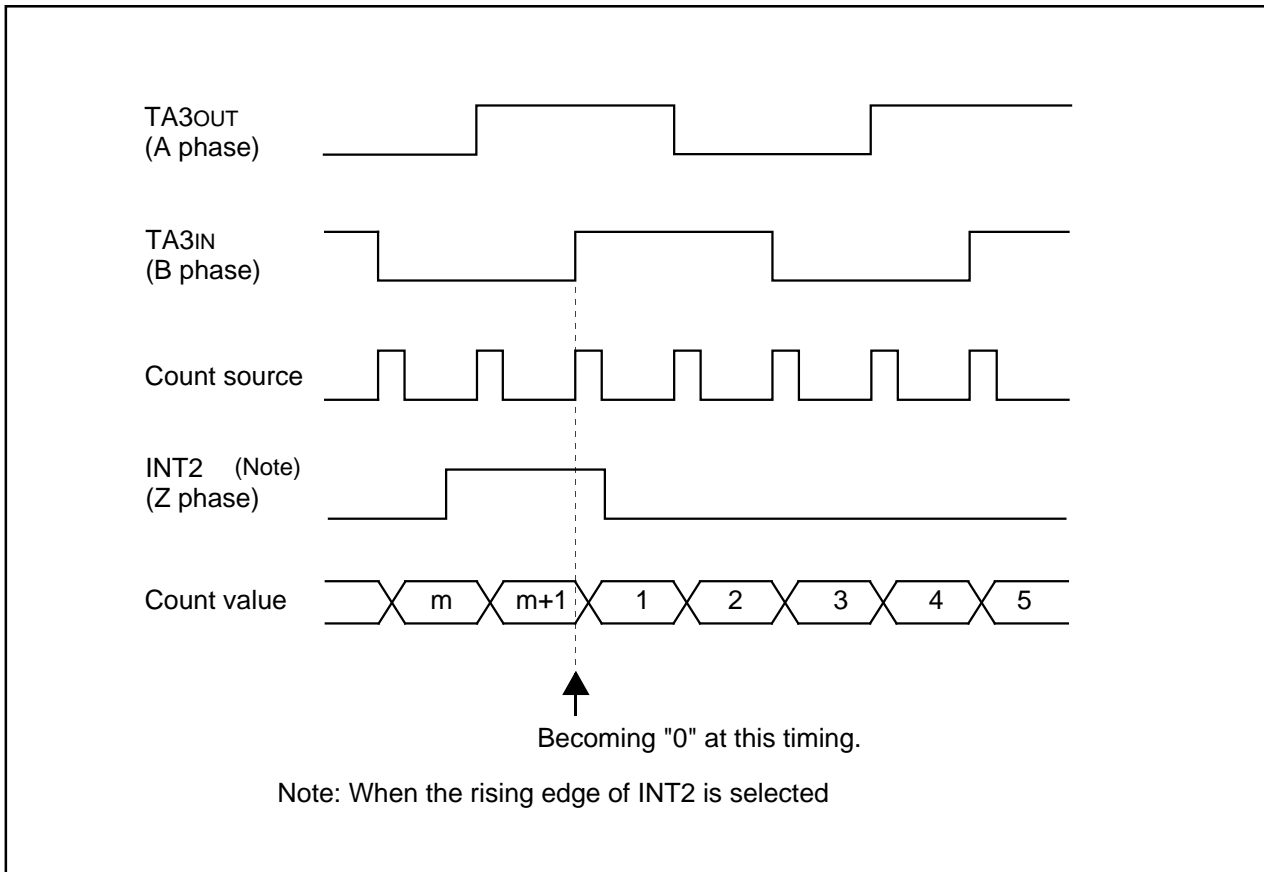 TA3OUT
(A phase)
TA3IN
(B phase)
Count source
INT2 (Note)
(Z phase)
Count value m m+1 1 2 3 4 5
Becoming "0" at this timing.
Note: When the rising edge of INT2 is selected